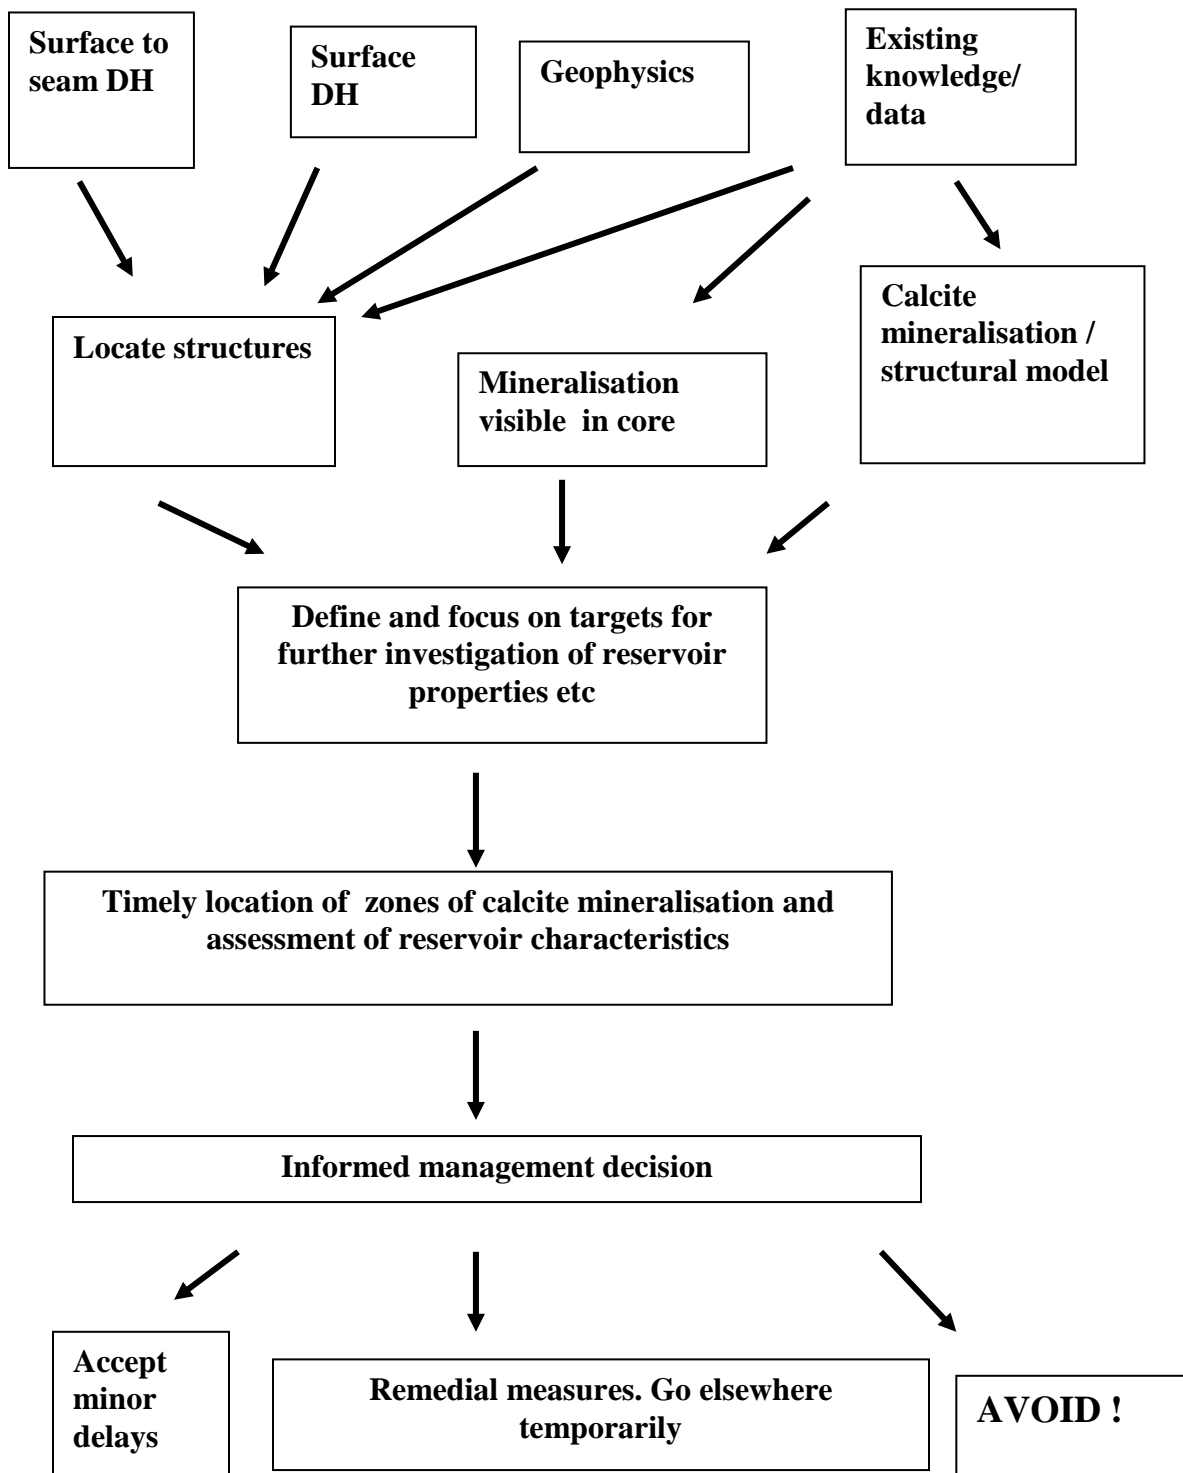 Surface to
seam DH
Surface
DH
Geophysics
Existing
knowledge/
data
Locate structures
Mineralisation
visible in core
Calcite
mineralisation /
structural model
Define and focus on targets for
further investigation of reservoir
properties etc
Timely location of zones of calcite mineralisation and
assessment of reservoir characteristics
Informed management decision
Accept
minor
delays
Remedial measures. Go elsewhere
temporarily
AVOID !